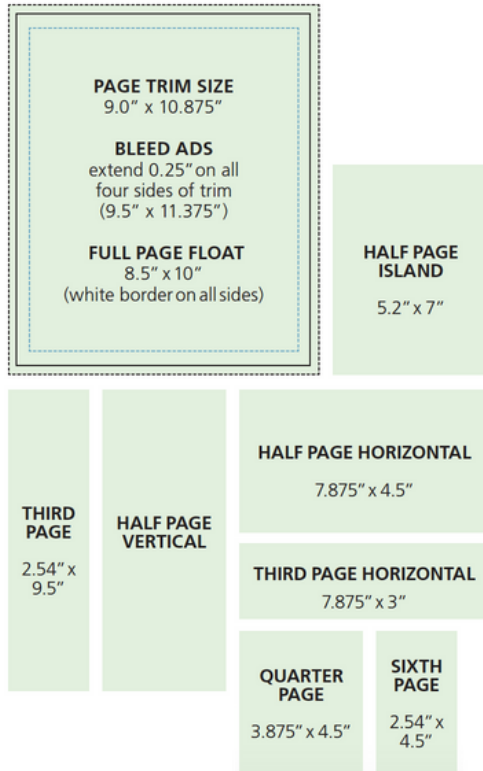 PAGE TRIM SIZE
9.0” x 10.875”
BLEED ADS
extend 0.25” on all
four sides of trim
(9.5” x 11.375”)
FULL PAGE FLOAT
8.5” x 10”
(white border on all sides)
HALF PAGE
ISLAND
5.2” x 7”
THIRD
PAGE
2.54” x
9.5”
HALF PAGE
VERTICAL
HALF PAGE HORIZONTAL
7.875” x 4.5”
THIRD PAGE HORIZONTAL
7.875” x 3”
QUARTER
PAGE
3.875” x 4.5”
SIXTH
PAGE
2.54” x
4.5”